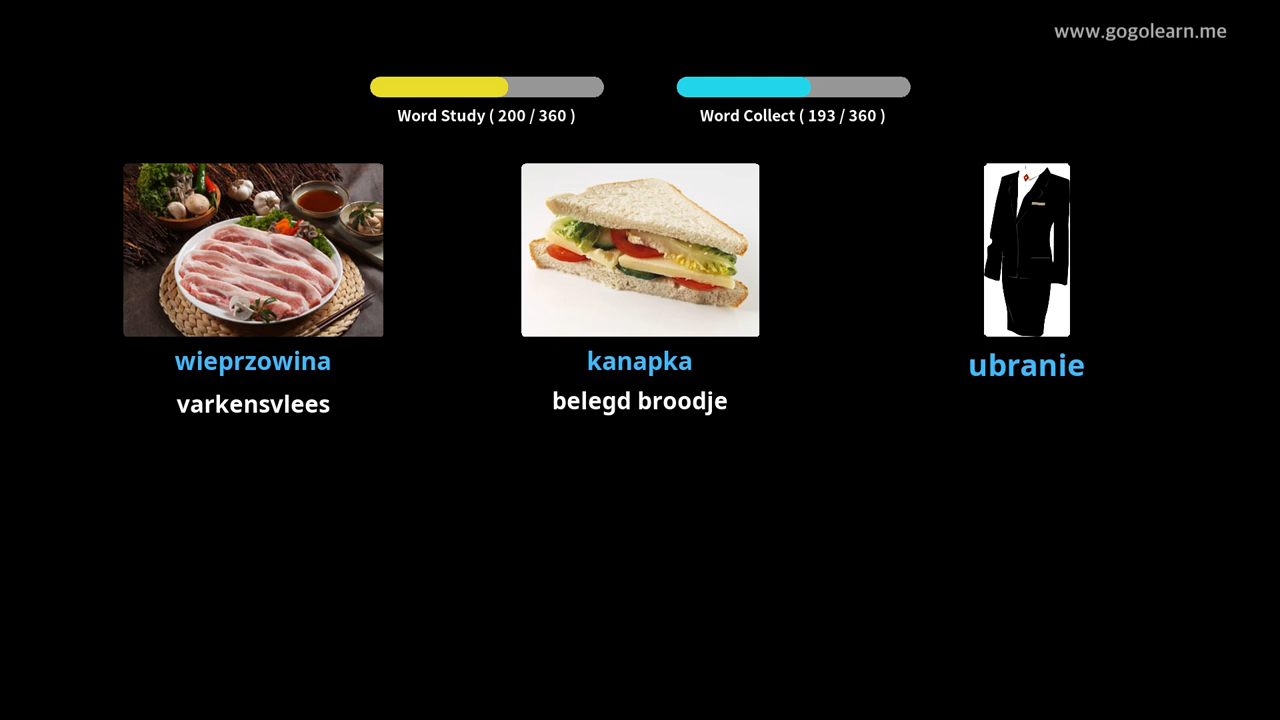 www.gogolearn.me
Word Study ( 200 / 360 )
Word Collect ( 193 / 360 )
wieprzowina
varkensvlees
kanapka
belegd broodje
ubranie